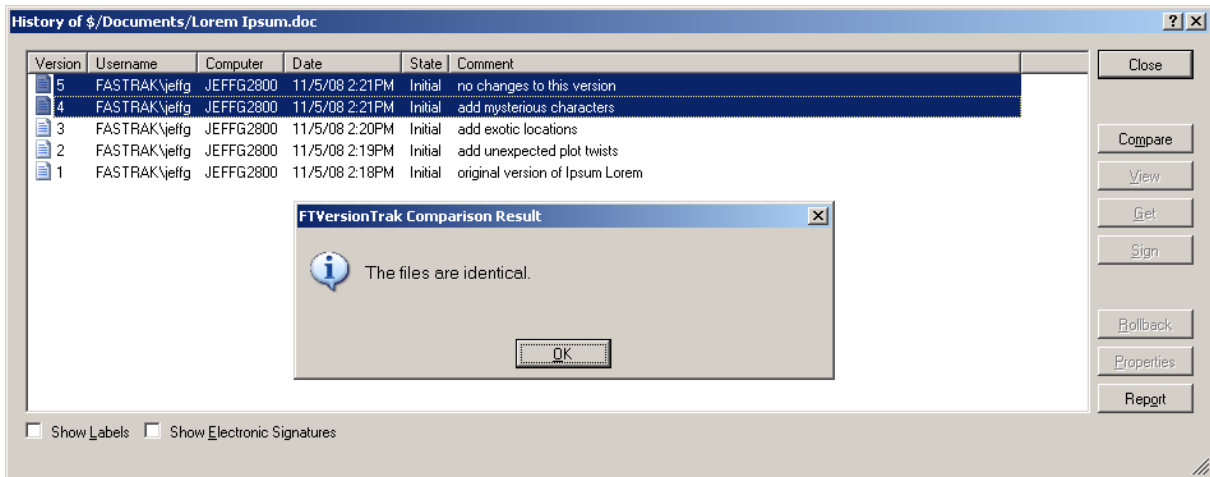 History of $/Documents/Lorem Ipsum.doc
Version Username Computer Date State Comment
5 FASTRAK\jeffg JEFFG2800 11/5/08 2:21PM Initial no changes to this version
4 FASTRAK\jeffg JEFFG2800 11/5/08 2:21PM Initial add mysterious characters
3 FASTRAK\jeffg JEFFG2800 11/5/08 2:20PM Initial add exotic locations
2 FASTRAK\jeffg JEFFG2800 11/5/08 2:19PM Initial add unexpected plot twists
1 FASTRAK\jeffg JEFFG2800 11/5/08 2:18PM Initial original version of Ipsum Lorem
FTVersionTrak Comparison Result
The files are identical.
OK
Close
Compare
View
Get
Sign
Rollback
Properties
Report
Show Labels Show Electronic Signatures